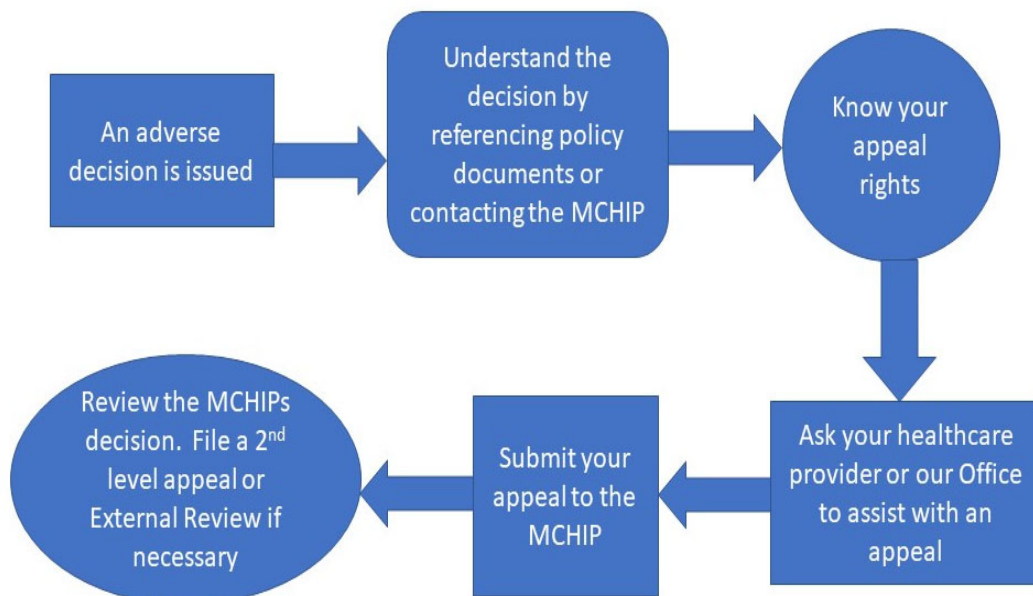 An adverse
decision is issued
Understand the
decision by
referencing policy
documents or
contacting the MCHIP
Know your
appeal
rights
Ask your healthcare
provider or our Office
to assist with an
appeal
Submit your
appeal to the
MCHIP
Review the MCHIPs
decision.  File a 2nd
level appeal or
External Review if
necessary